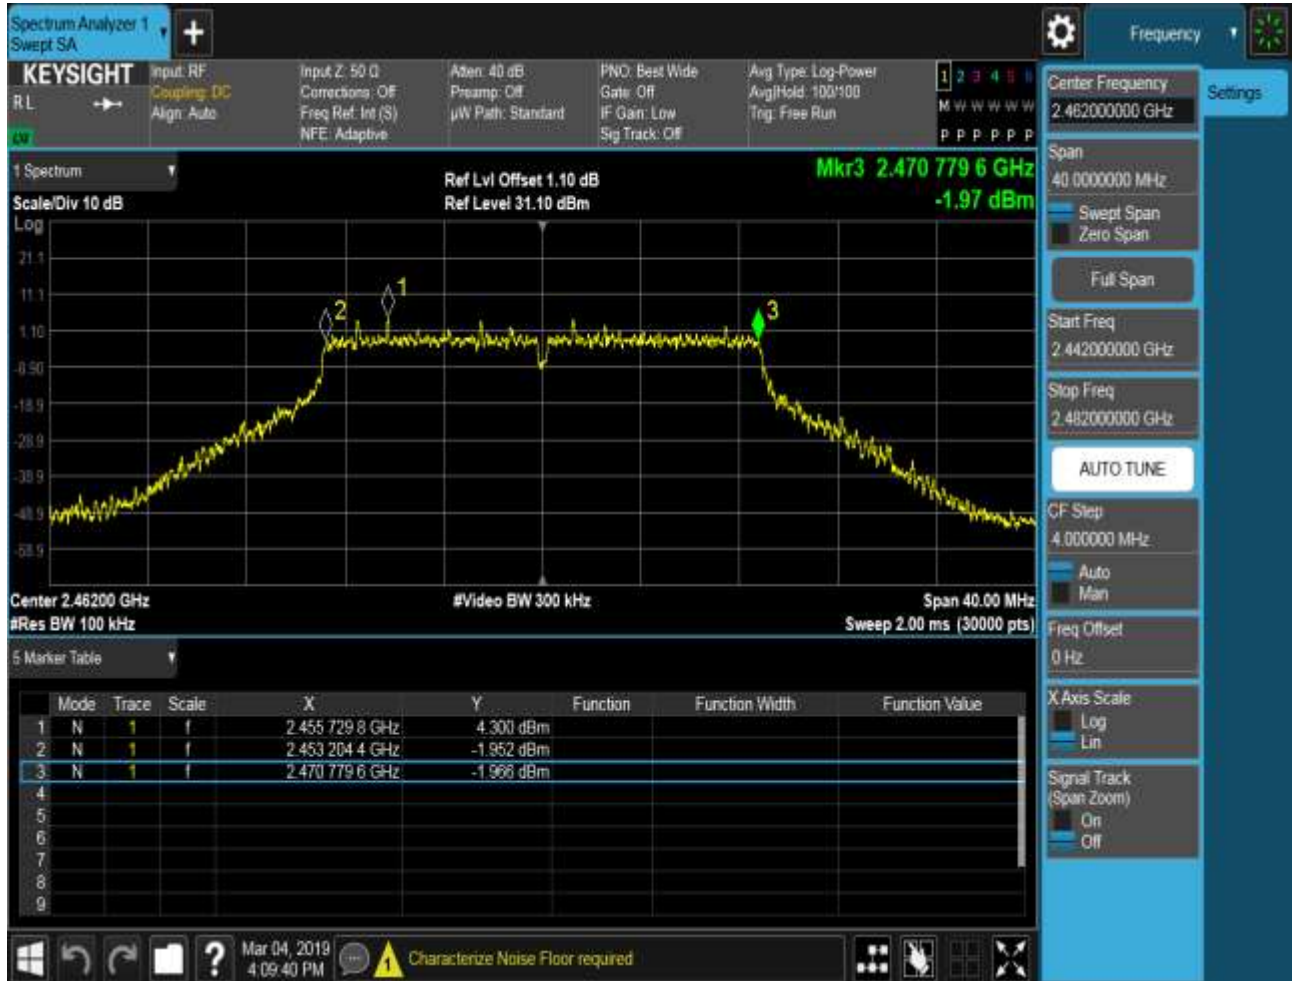 Spectrum Analyzer 1
Swept SA
+
Frequency
KEYSIGHT
RL
Input: RF
Coupling: DC
Align: Auto
Input Z: 50 Ω
Corrections: Off
Freq Ref: Int (S)
NFE: Adaptive
Atten: 40 dB
Preamp: Off
µW Path: Standard
PNO: Best Wide
Gate: Off
IF Gain: Low
Sig Track: Off
Avg Type: Log-Power
Avg|Hold: 100/100
Trig: Free Run
1 2 3 4 5 6
M W W W W W
P P P P P P
1 Spectrum
Scale/Div 10 dB
Ref Lvl Offset 1.10 dB
Ref Level 31.10 dBm
Mkr3 2.470 779 6 GHz
-1.97 dBm
Log
21.1
11.1
1.10
-8.90
-18.9
-28.9
-38.9
-48.9
-58.9
1
2
3
Center 2.46200 GHz
#Res BW 100 kHz
#Video BW 300 kHz
Span 40.00 MHz
Sweep 2.00 ms (30000 pts)
5 Marker Table
Mode Trace Scale X Y Function Function Width Function Value
1 N 1 f 2.455 729 8 GHz 4.300 dBm
2 N 1 f 2.453 204 4 GHz -1.952 dBm
3 N 1 f 2.470 779 6 GHz -1.966 dBm
4
5
6
7
8
9
?
Mar 04, 2019
4:09:40 PM
1
Characterize Noise Floor required
Center Frequency
2.462000000 GHz
Settings
Span
40.0000000 MHz
Swept Span
Zero Span
Full Span
Start Freq
2.442000000 GHz
Stop Freq
2.482000000 GHz
AUTO TUNE
CF Step
4.000000 MHz
Auto
Man
Freq Offset
0 Hz
X Axis Scale
Log
Lin
Signal Track
(Span Zoom)
On
Off